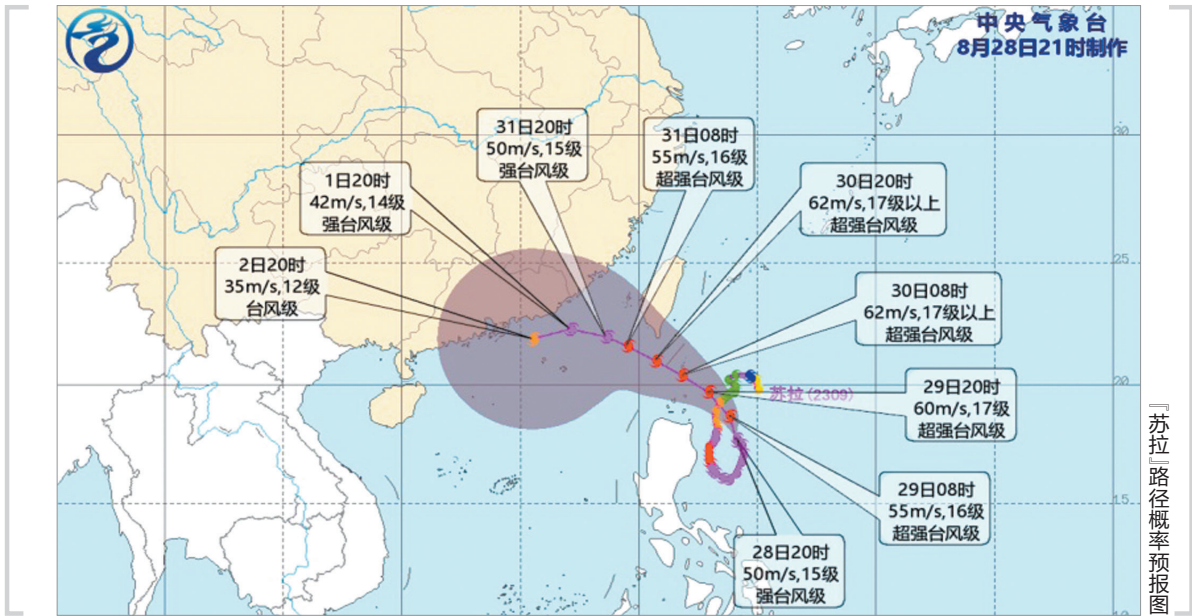 中央气象台
8月28日21时制作
31日20时
50m/s,15级
强台风级
31日08时
55m/s,16级
超强台风级
30日20时
62m/s,17级以上
超强台风级
1日20时
42m/s,14级
强台风级
2日20时
35m/s,12级
台风级
30日08时
62m/s,17级以上
超强台风级
29日20时
60m/s,17级
超强台风级
29日08时
55m/s,16级
超强台风级
28日20时
50m/s,15级
强台风级
苏拉(2309)
30
25
20
15
『苏拉』路径概率预报图